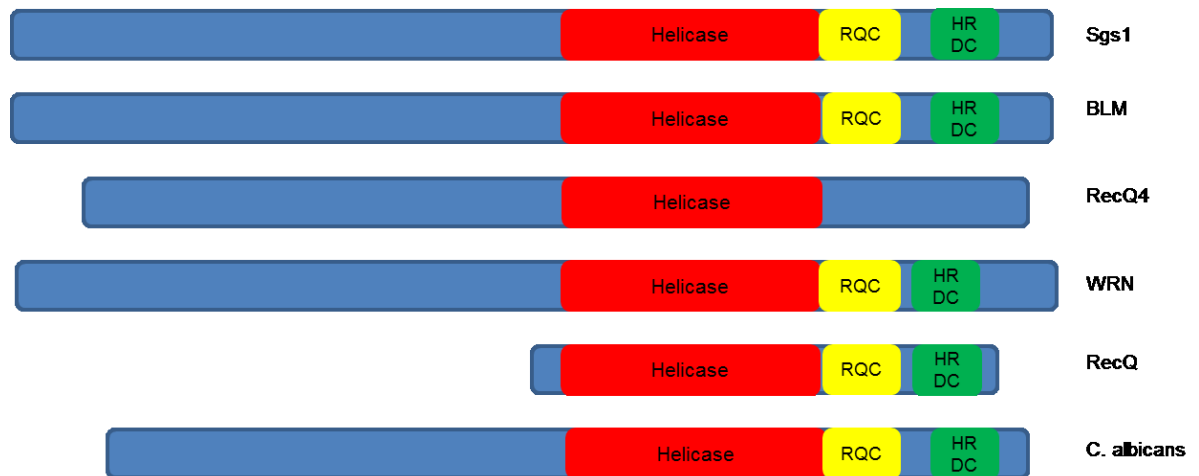 Helicase RQC HR DC Sgs1
Helicase RQC HR DC BLM
Helicase RecQ4
Helicase RQC HR DC WRN
Helicase RQC HR DC RecQ
Helicase RQC HR DC C. albicans